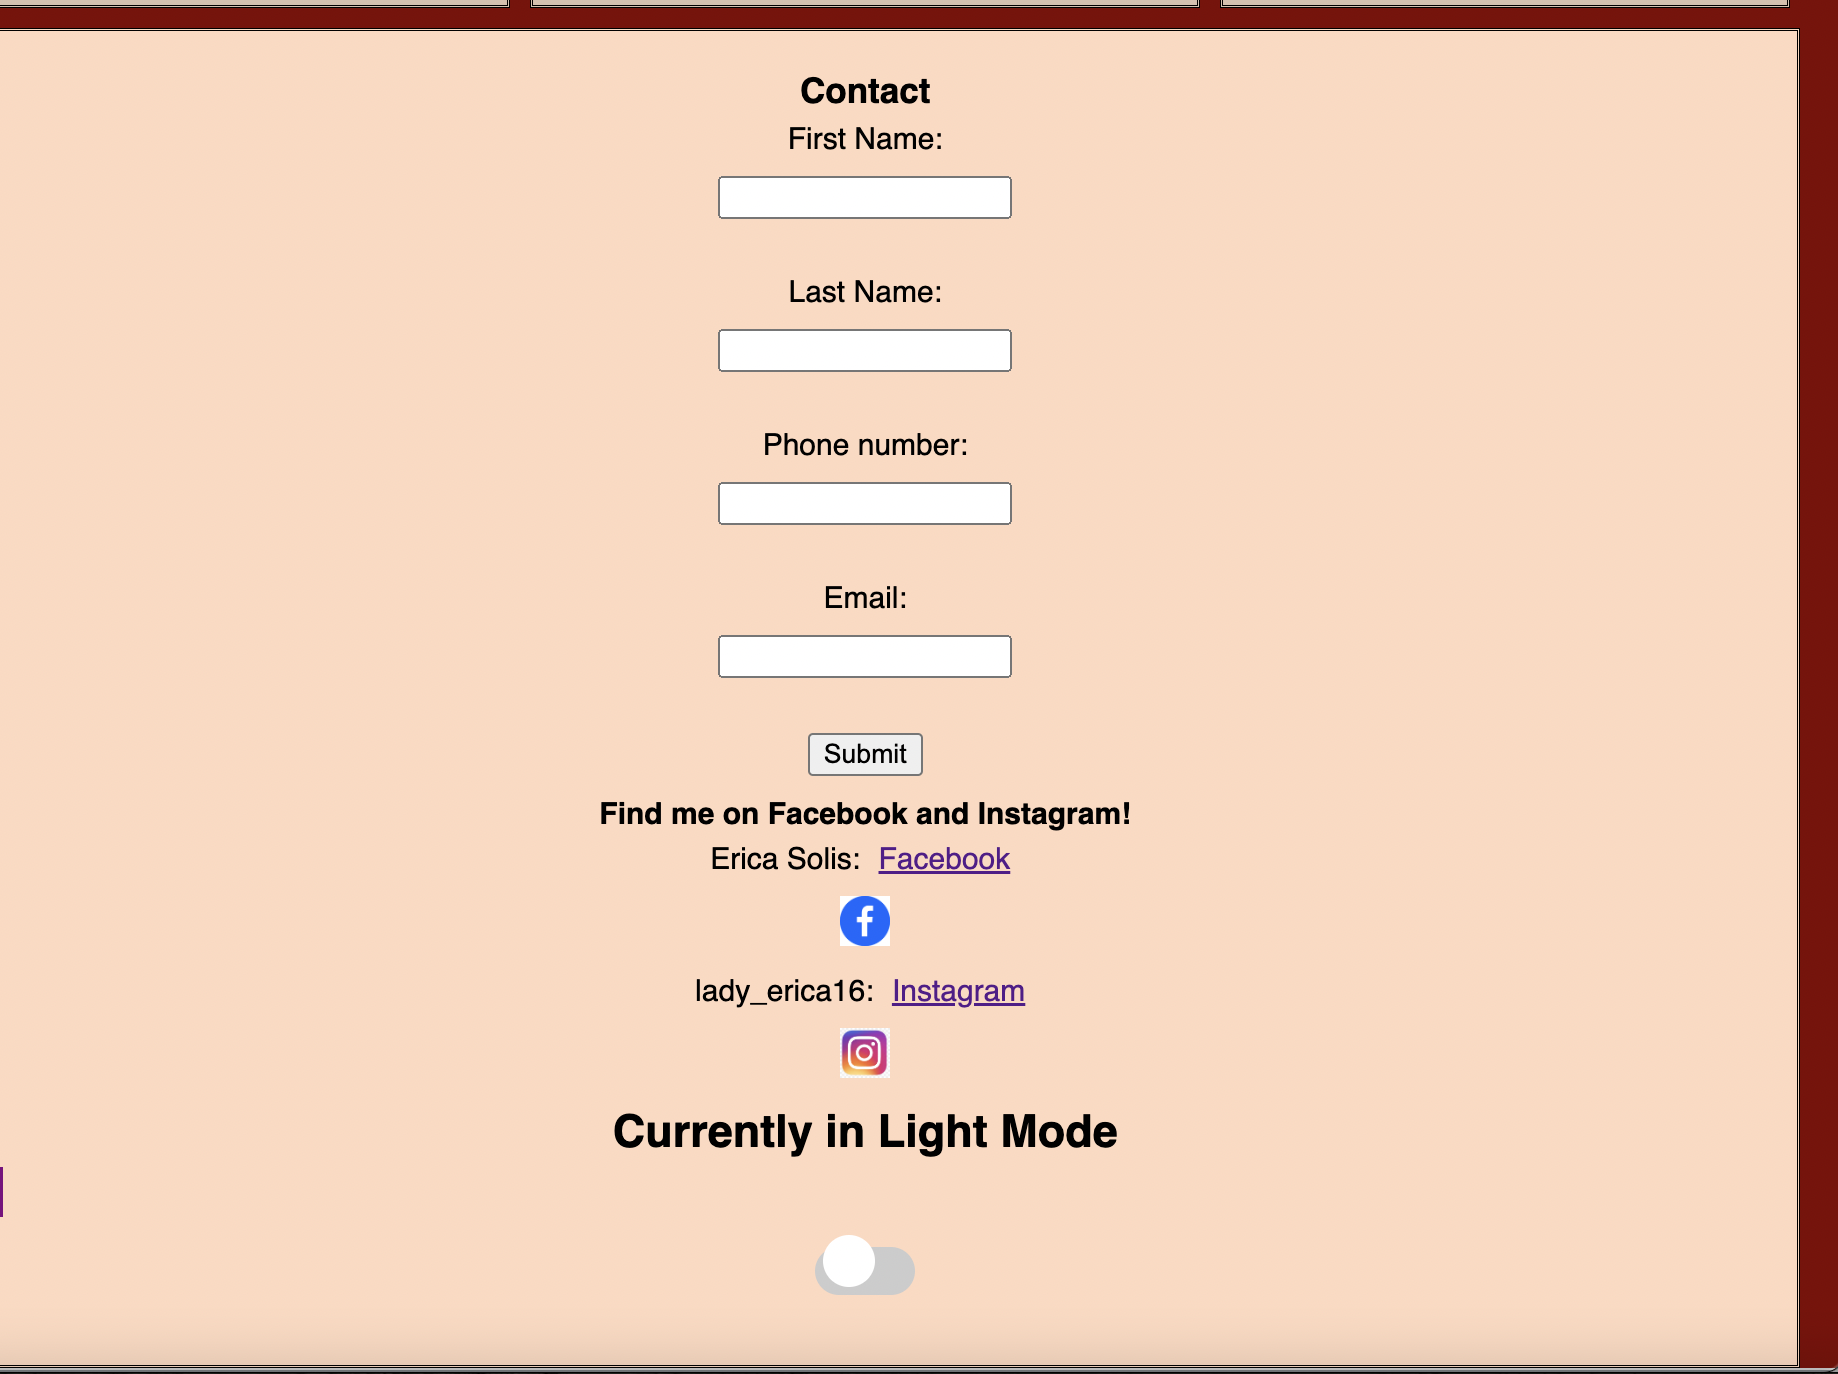 Contact
First Name:
Last Name:
Phone number:
Email:
Submit
Find me on Facebook and Instagram!
Erica Solis: Facebook
lady_erica16: Instagram
Currently in Light Mode